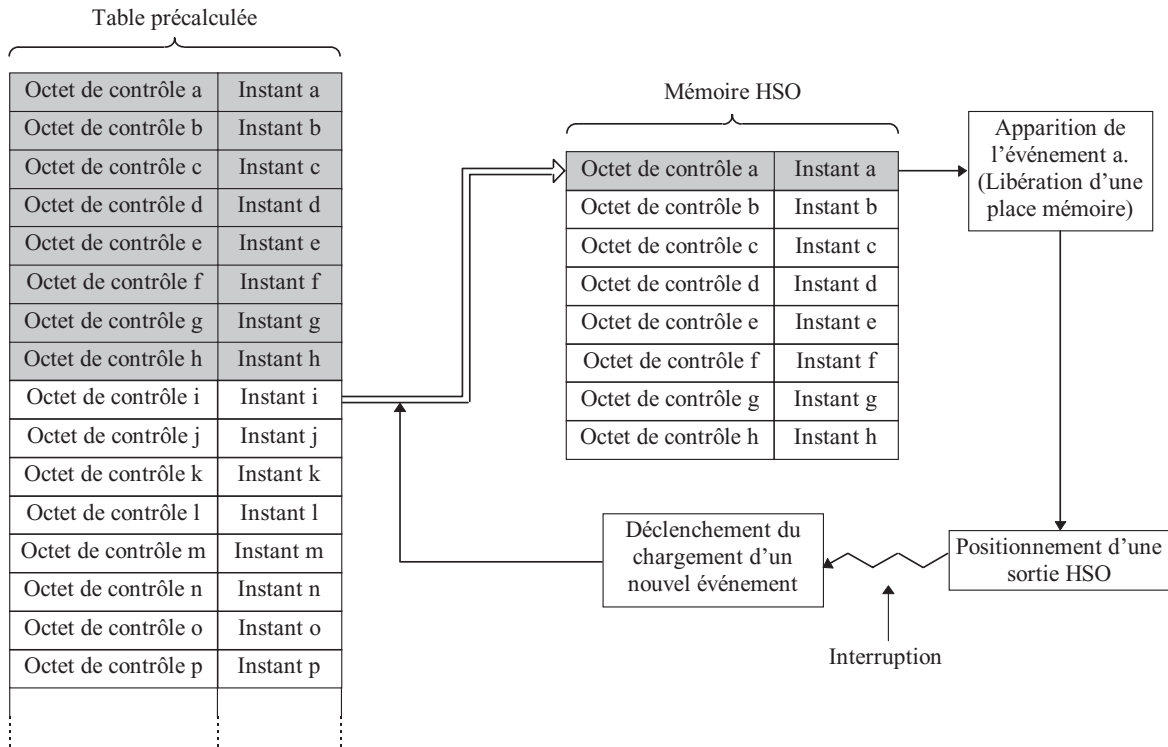 Table précalculée
Octet de contrôle a Instant a
Octet de contrôle b Instant b
Octet de contrôle c Instant c
Octet de contrôle d Instant d
Octet de contrôle e Instant e
Octet de contrôle f Instant f
Octet de contrôle g Instant g
Octet de contrôle h Instant h
Octet de contrôle i Instant i
Octet de contrôle j Instant j
Octet de contrôle k Instant k
Octet de contrôle l Instant l
Octet de contrôle m Instant m
Octet de contrôle n Instant n
Octet de contrôle o Instant o
Octet de contrôle p Instant p
Mémoire HSO
Octet de contrôle a Instant a
Octet de contrôle b Instant b
Octet de contrôle c Instant c
Octet de contrôle d Instant d
Octet de contrôle e Instant e
Octet de contrôle f Instant f
Octet de contrôle g Instant g
Octet de contrôle h Instant h
Apparition de
l’événement a.
(Libération d’une
place mémoire)
Positionnement d’une
sortie HSO
Interruption
Déclenchement du
chargement d’un
nouvel événement